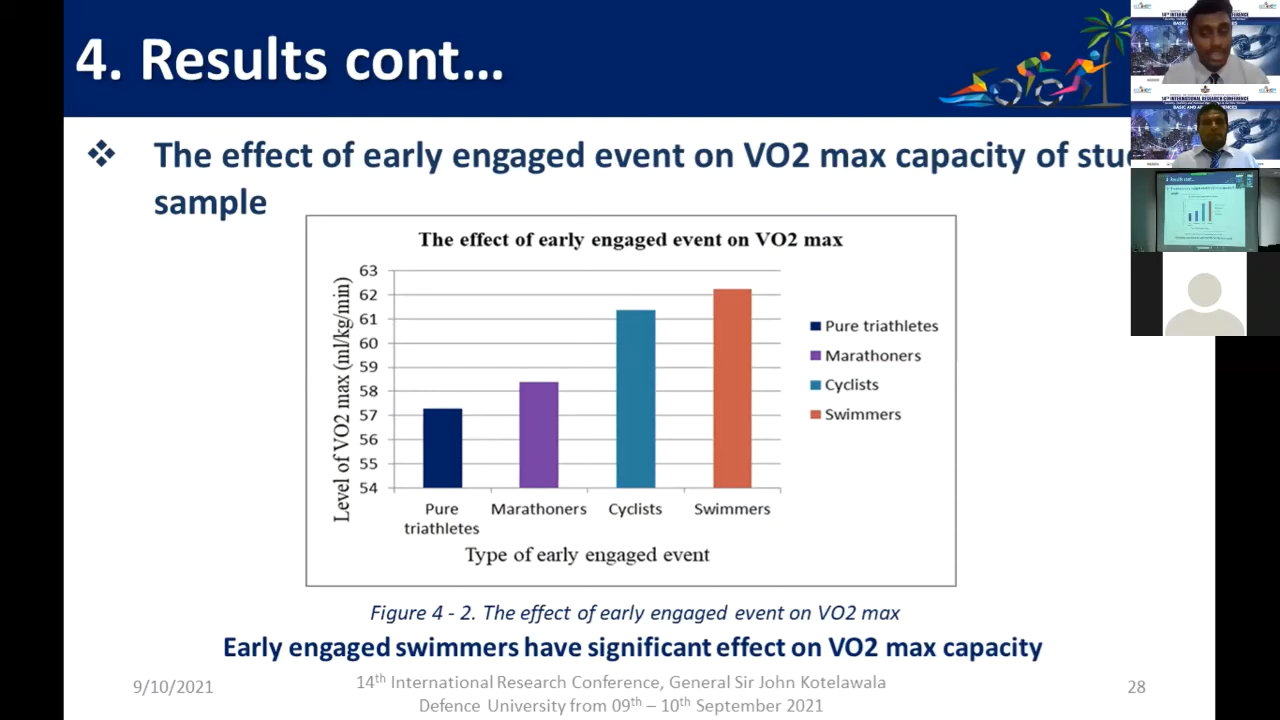 4. Results cont...
The effect of early engaged event on VO2 max capacity of
sample
The effect of early engaged event on VO2 max
Level of VO2 max (ml/kg/min)
63
62
61
60
59
58
57
56
55
54
Pure
triathletes
Marathoners
Cyclists
Swimmers
Type of early engaged event
Pure triathletes
Marathoners
Cyclists
Swimmers
Figure 4 - 2. The effect of early engaged event on VO2 max
Early engaged swimmers have significant effect on VO2 max capacity
9/10/2021
14th International Research Conference, General Sir John Kotelawala
Defence University from 09th – 10th September 2021
28
14TH INTERNATIONAL RESEARCH CONFERENCE